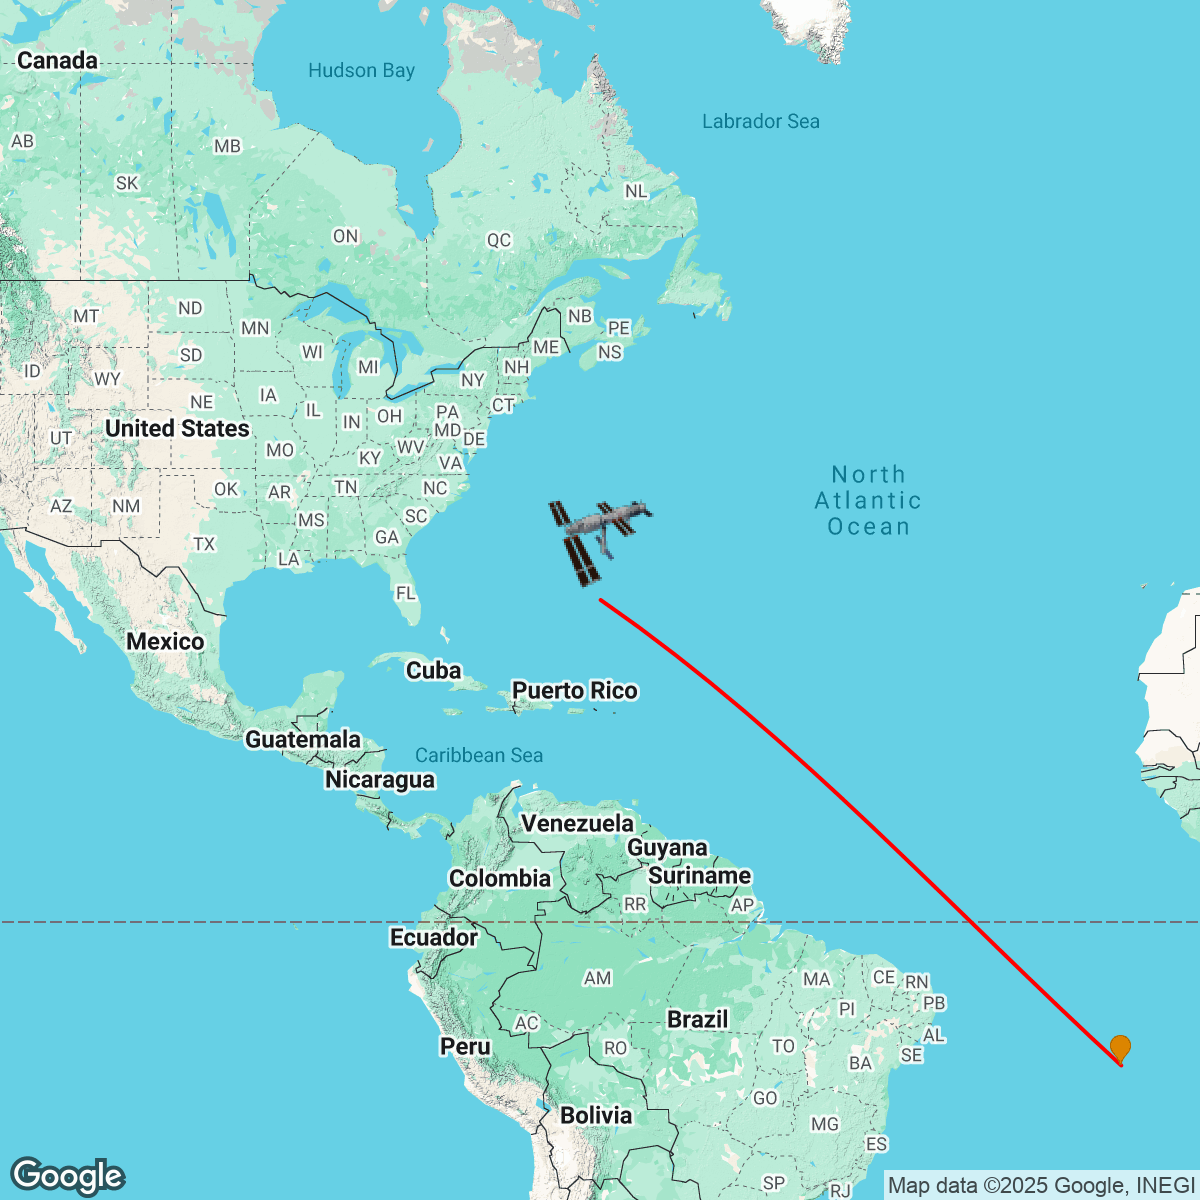 Canada
Hudson Bay
Labrador Sea
AB
MB
SK
NL
ON
QC
MT
ND
MN
NB
PE
NS
ME
NH
WI
MI
SD
ID
WY
NY
NE
IA
IL
IN
OH
PA
CT
United States
UT
MO
KY
WV
MD
DE
VA
North
Atlantic
Ocean
AZ
NM
OK
AR
TN
NC
MS
SC
GA
TX
LA
FL
Mexico
Cuba
Puerto Rico
Guatemala
Caribbean Sea
Nicaragua
Venezuela
Guyana
Suriname
Colombia
RR
AP
Ecuador
AM
MA
CE
RN
PB
PI
AL
Brazil
AC
Peru
RO
TO
BA
SE
GO
Bolivia
MG
ES
SP
RJ
Google
Map data ©2025 Google, INEGI